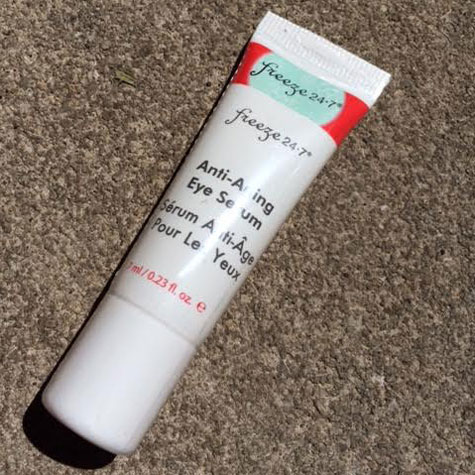 freeze 24·7®
freeze 24·7®
Anti-Aging
Eye Serum
Sérum Anti-Âge
Pour Les Yeux
7 ml / 0.23 fl. oz. e